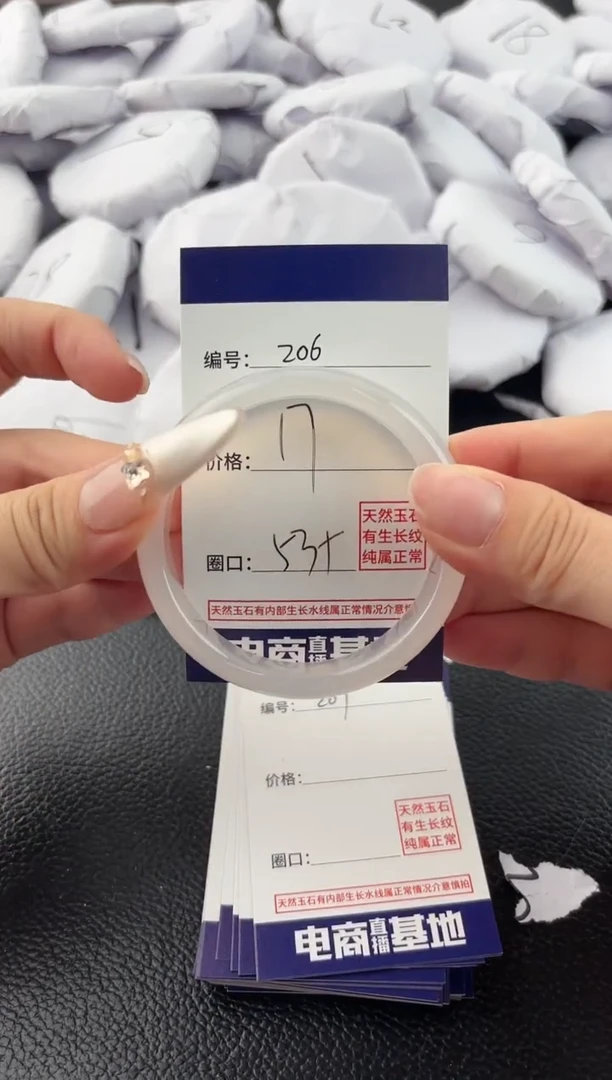 18
编号: 206
价格: 17
圈口: 53+
天然玉石
有生长纹
纯属正常
天然玉石有内部生长水线属正常情况介意慎
电商直播基地
编号: 207
价格:
圈口:
天然玉石
有生长纹
纯属正常
天然玉石有内部生长水线属正常情况介意慎拍
电商直播基地